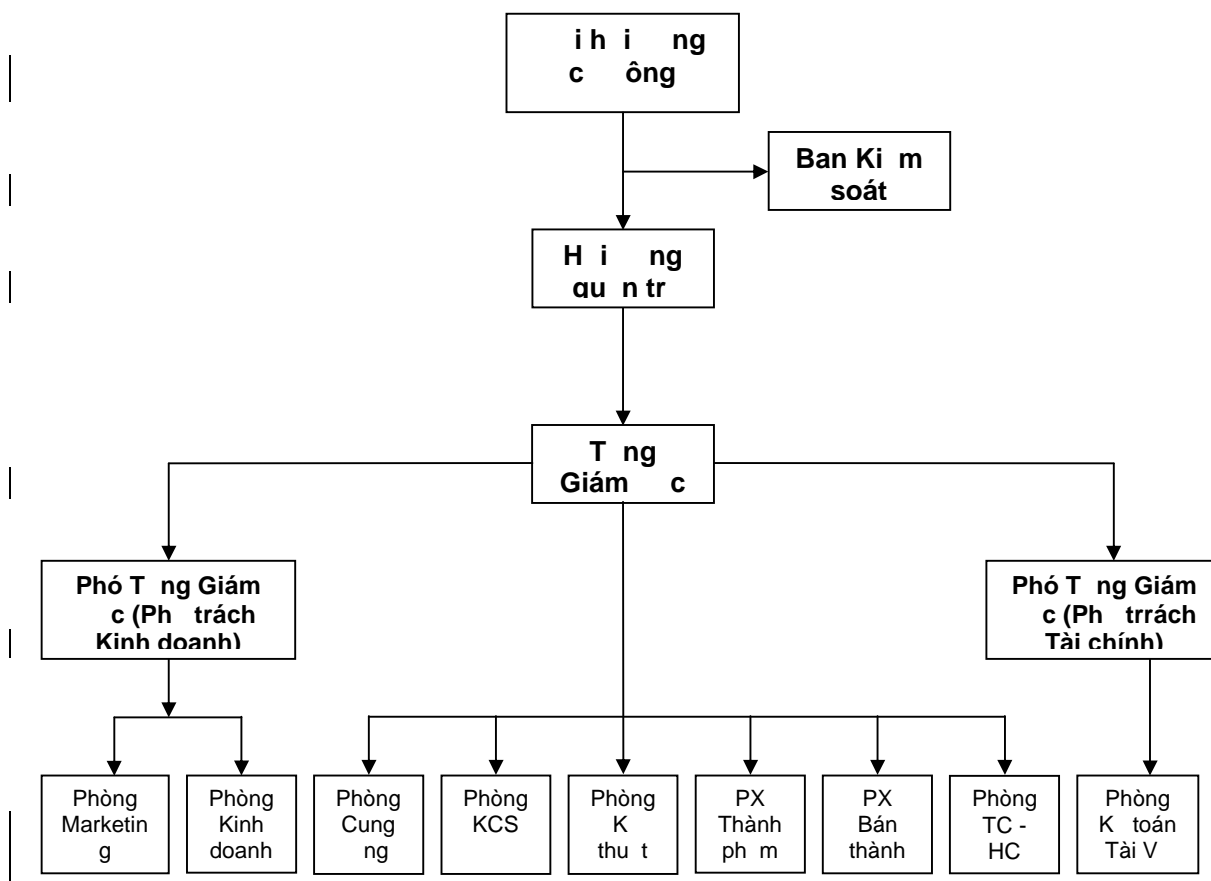 i h i ng
c ông
Ban Ki m
soát
H i ng
qu n tr
T ng
Giám c
Phó T ng Giám
c (Ph trách
Kinh doanh)
Phó T ng Giám
c (Ph trrách
Tài chính)
Phòng
Marketin
g
Phòng
Kinh
doanh
Phòng
Cung
ng
Phòng
KCS
Phòng
K
thu t
PX
Thành
ph m
PX
Bán
thành
Phòng
TC -
HC
Phòng
K toán
Tài V